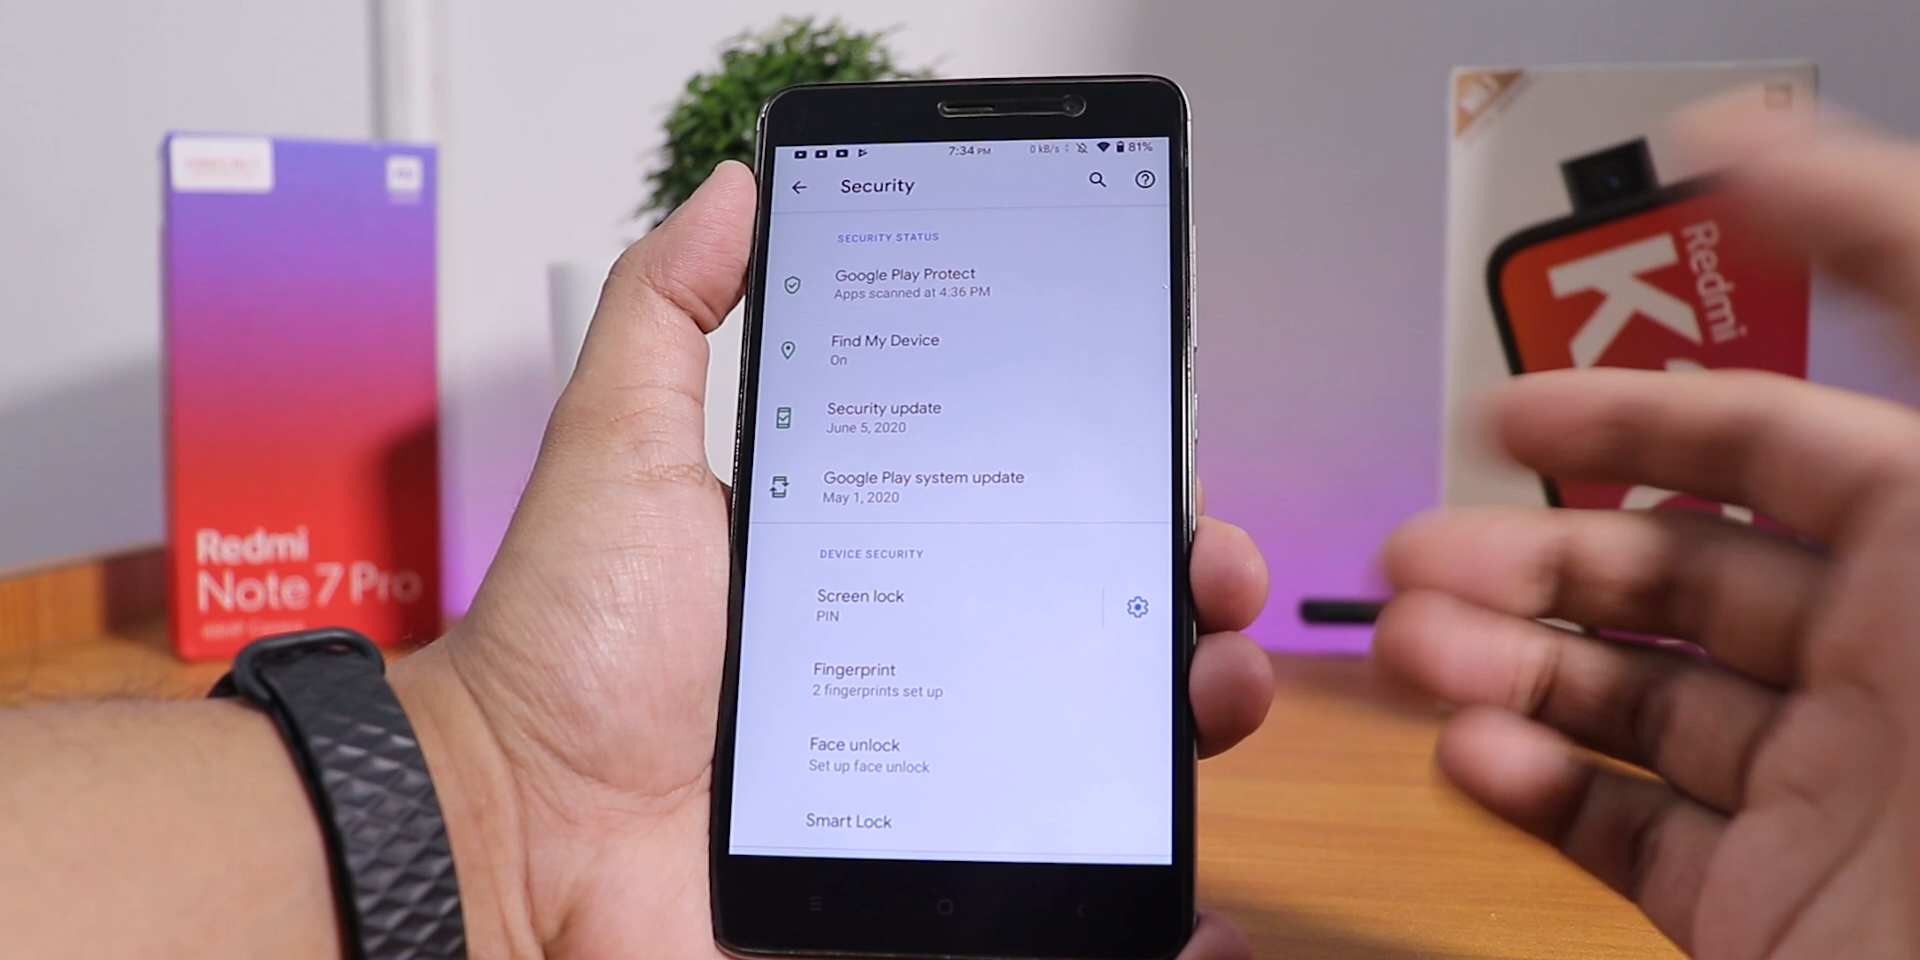 7:34 PM
0 kB/s
81%
Security
SECURITY STATUS
Google Play Protect
Apps scanned at 4:36 PM
Find My Device
On
Security update
June 5, 2020
Google Play system update
May 1, 2020
DEVICE SECURITY
Screen lock
PIN
Fingerprint
2 fingerprints set up
Face unlock
Set up face unlock
Smart Lock
Redmi
Note 7 Pro
Redmi
K